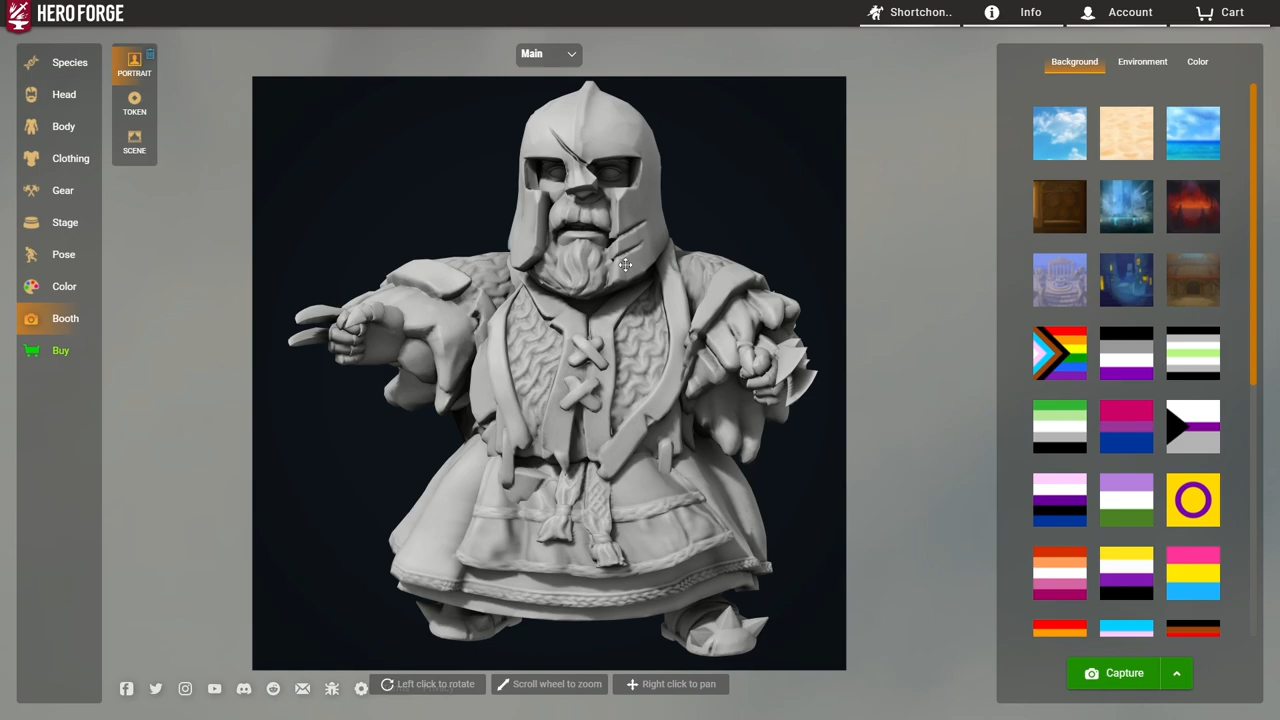 HERO FORGE
Shortchon..
Info
Account
Cart
Species
Head
Body
Clothing
Gear
Stage
Pose
Color
Booth
Buy
PORTRAIT
TOKEN
SCENE
Main
Background
Environment
Color
Left click to rotate
Scroll wheel to zoom
Right click to pan
Capture